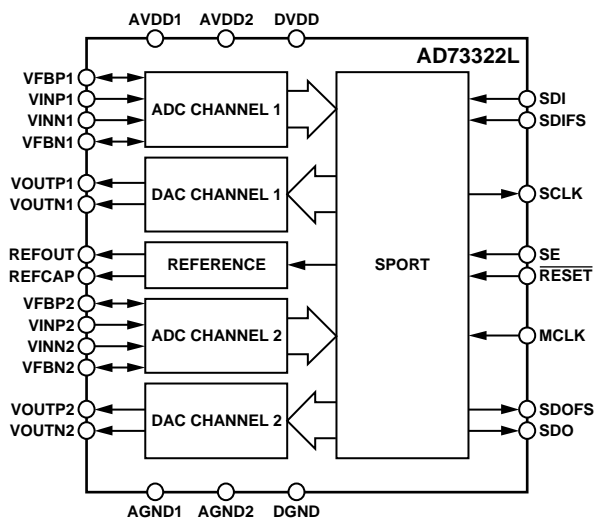 AVDD1 AVDD2 DVDD
AD73322L
VFBP1
VINP1
VINN1
VFBN1
ADC CHANNEL 1
VOUTP1
VOUTN1
DAC CHANNEL 1
REFOUT
REFCAP
REFERENCE
VFBP2
VINP2
VINN2
VFBN2
ADC CHANNEL 2
VOUTP2
VOUTN2
DAC CHANNEL 2
SPORT
SDI
SDIFS
SCLK
SE
RESET
MCLK
SDOFS
SDO
AGND1 AGND2 DGND